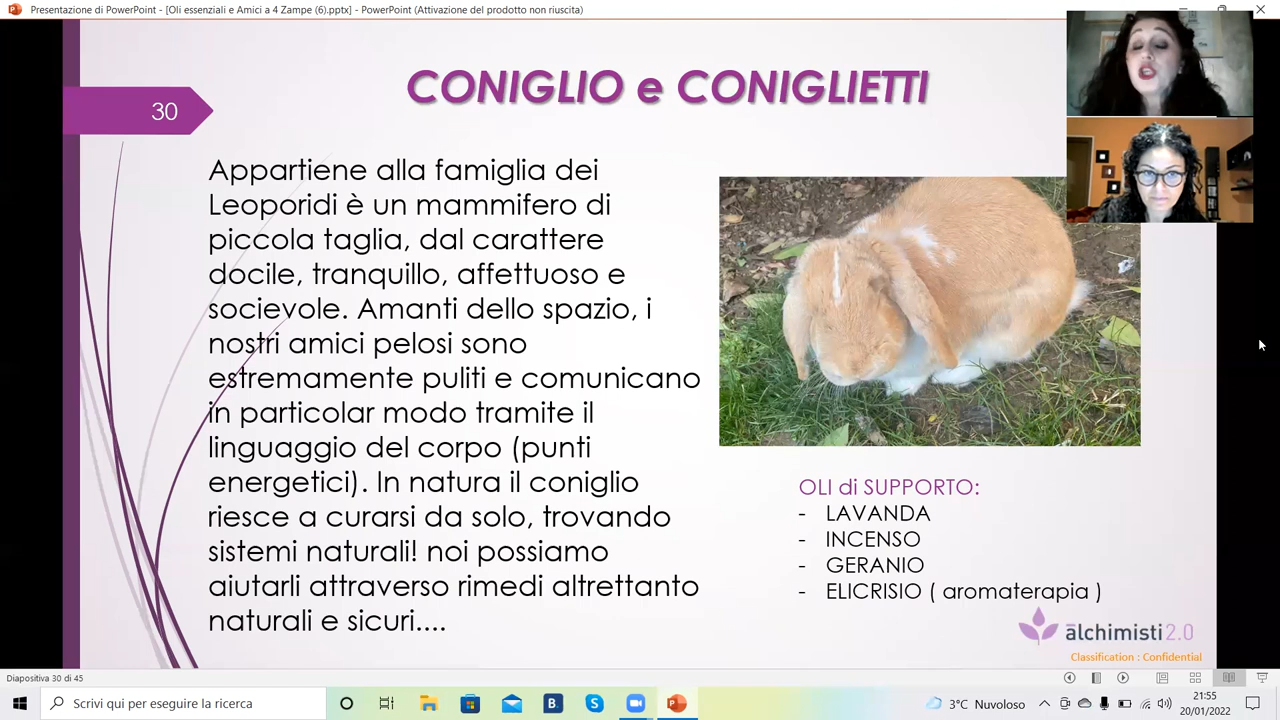 Presentazione di PowerPoint - [Oli essenziali e Amici a 4 Zampe (6).pptx] - PowerPoint (Attivazione del prodotto non riuscita)
CONIGLIO e CONIGLIETTI
30
Appartiene alla famiglia dei
Leoporidi è un mammifero di
piccola taglia, dal carattere
docile, tranquillo, affettuoso e
socievole. Amanti dello spazio, i
nostri amici pelosi sono
estremamente puliti e comunicano
in particolar modo tramite il
linguaggio del corpo (punti
energetici). In natura il coniglio
riesce a curarsi da solo, trovando
sistemi naturali! noi possiamo
aiutarli attraverso rimedi altrettanto
naturali e sicuri....
OLI di SUPPORTO:
- LAVANDA
- INCENSO
- GERANIO
- ELICRISIO ( aromaterapia )
ālchimisti 2.0
Classification : Confidential
Diapositiva 30 di 45
Scrivi qui per eseguire la ricerca
B.
3°C Nuvoloso
21:55
20/01/2022